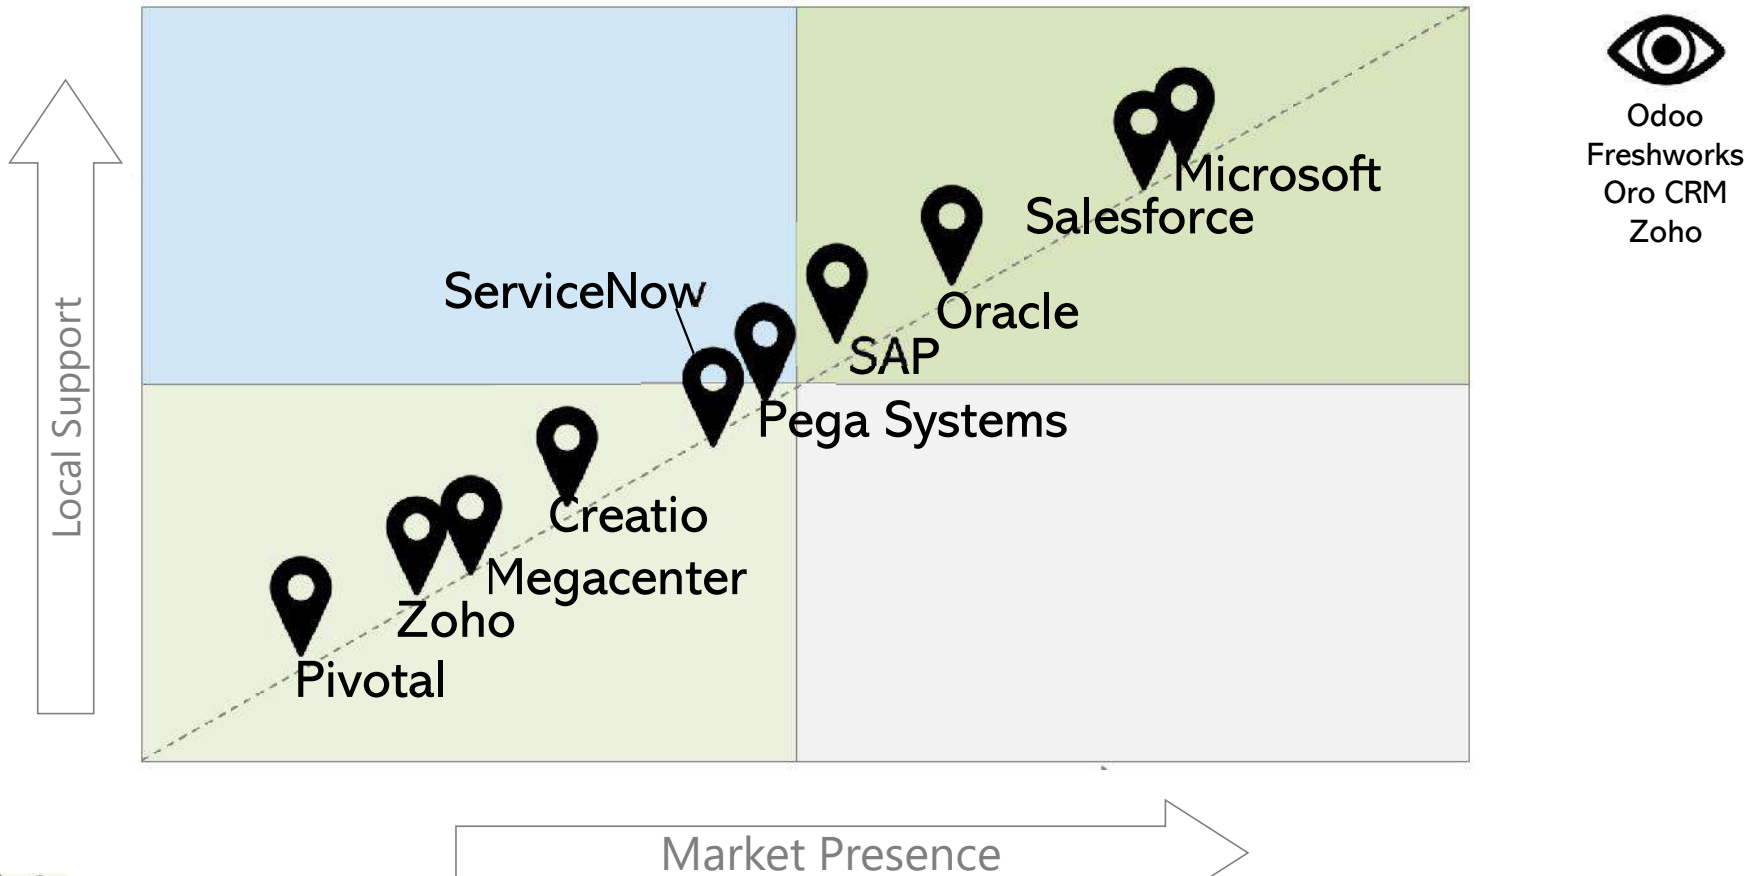 Odoo
Freshworks
Oro CRM
Zoho
Microsoft
Salesforce
ServiceNow
Oracle
SAP
Pega Systems
Creatio
Megacenter
Zoho
Pivotal
Local Support
Market Presence